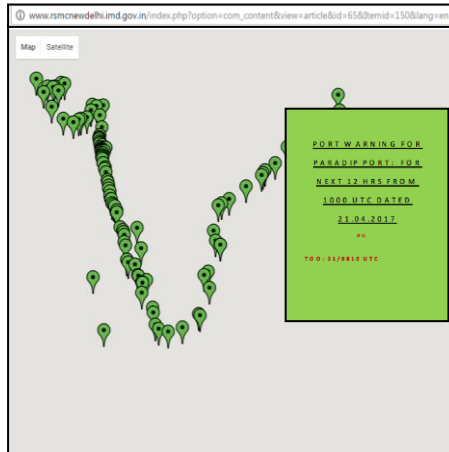 www.rsmcnewdelhi.imd.gov.in/index.php?option=com_content&view=article&id=65&Itemid=150&lang=en
Map Satellite
PORT WARNING FOR
PARADIP PORT: FOR
NEXT 12 HRS FROM
1000 UTC DATED
21.04.2017
NIL
TOO: 21/0810 UTC